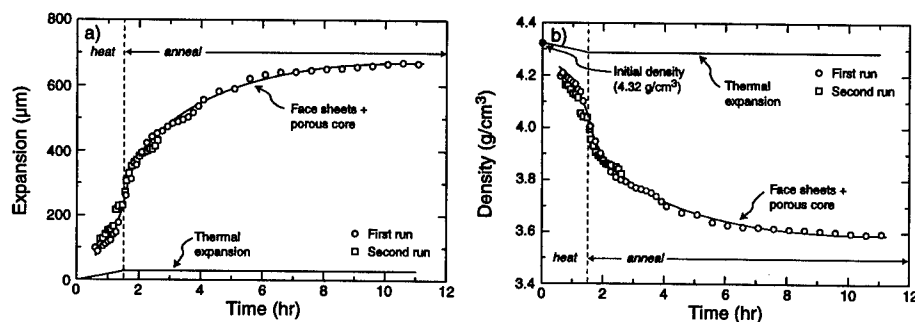 a)
heat
anneal
800
600
400
200
0
Expansion (μm)
Face sheets +
porous core
Thermal
expansion
First run
Second run
0 2 4 6 8 10 12
Time (hr)
b)
4.4
4.2
4.0
3.8
3.6
3.4
Density (g/cm³)
Initial density
(4.32 g/cm³)
Thermal
expansion
First run
Second run
Face sheets +
porous core
heat
anneal
0 2 4 6 8 10 12
Time (hr)